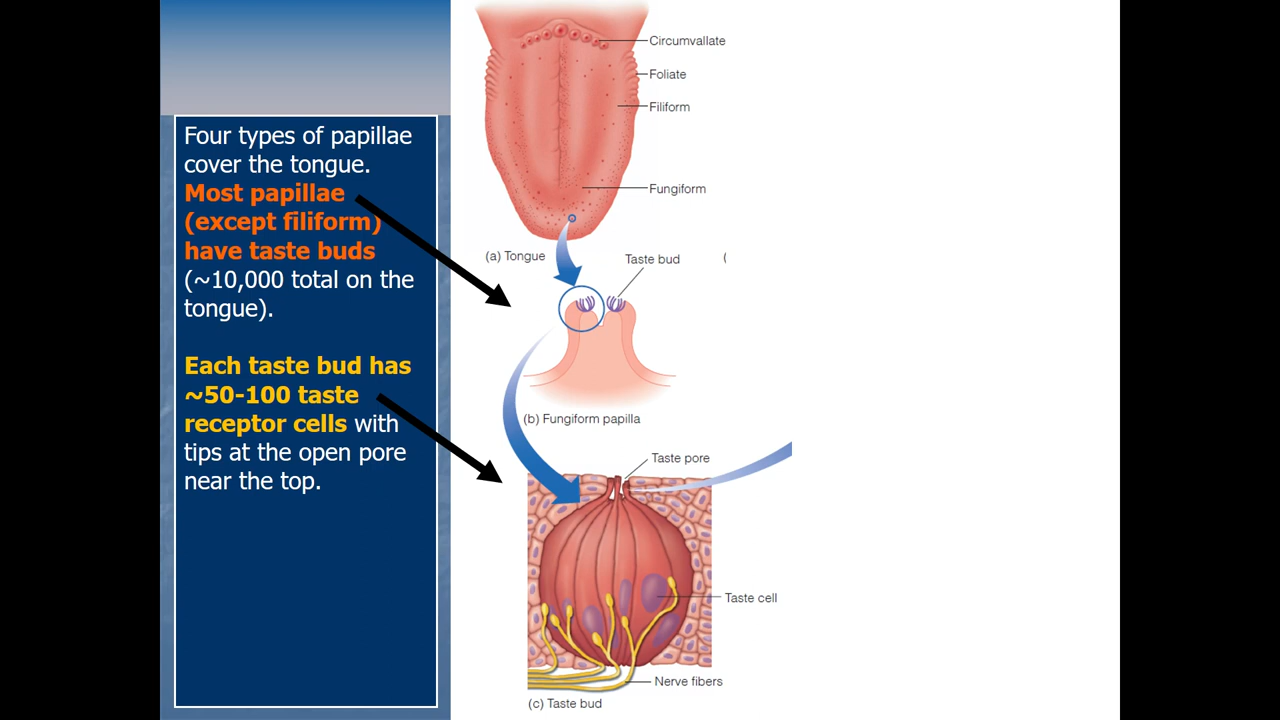 Four types of papillae
cover the tongue.
Most papillae
(except filiform)
have taste buds
(~10,000 total on the
tongue).
Each taste bud has
~50-100 taste
receptor cells with
tips at the open pore
near the top.
Circumvallate
Foliate
Filiform
Fungiform
(a) Tongue
(
Taste bud
(b) Fungiform papilla
Taste pore
Taste cell
Nerve fibers
(c) Taste bud